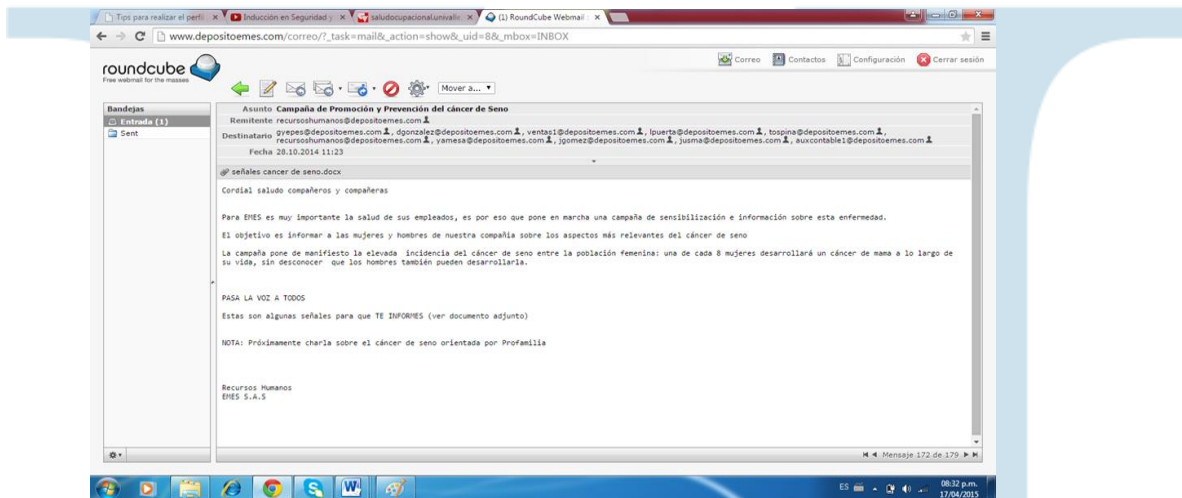 Tips para realizar el perfil
Inducción en Seguridad y
saludocupacional.univalle
(1) RoundCube Webmail :
www.depositoemes.com/correo/?_task=mail&_action=show&_uid=8&_mbox=INBOX
Correo Contactos Configuración Cerrar sesión
roundcube
Free webmail for the masses
Mover a...
Bandejas
Entrada (1)
Sent
Asunto Campaña de Promoción y Prevención del cáncer de Seno
Remitente recursoshumanos@depositoemes.com
Destinatario gyepes@depositoemes.com, dgonzalez@depositoemes.com, ventas1@depositoemes.com, lpuerta@depositoemes.com, tospina@depositoemes.com,
recursoshumanos@depositoemes.com, yamesa@depositoemes.com, jgomez@depositoemes.com, jusma@depositoemes.com, auxcontable1@depositoemes.com
Fecha 28.10.2014 11:23
señales cancer de seno.docx
Cordial saludo compañeros y compañeras
Para EMES es muy importante la salud de sus empleados, es por eso que pone en marcha una campaña de sensibilización e información sobre esta enfermedad.
El objetivo es informar a las mujeres y hombres de nuestra compañia sobre los aspectos más relevantes del cáncer de seno
La campaña pone de manifiesto la elevada incidencia del cáncer de seno entre la población femenina: una de cada 8 mujeres desarrollará un cáncer de mama a lo largo de
su vida, sin desconocer que los hombres también pueden desarrollarla.
PASA LA VOZ A TODOS
Estas son algunas señales para que TE INFORMES (ver documento adjunto)
NOTA: Próximamente charla sobre el cáncer de seno orientada por Profamilia
Recursos Humanos
EMES S.A.S
Mensaje 172 de 179
ES
08:32 p.m.
17/04/2015